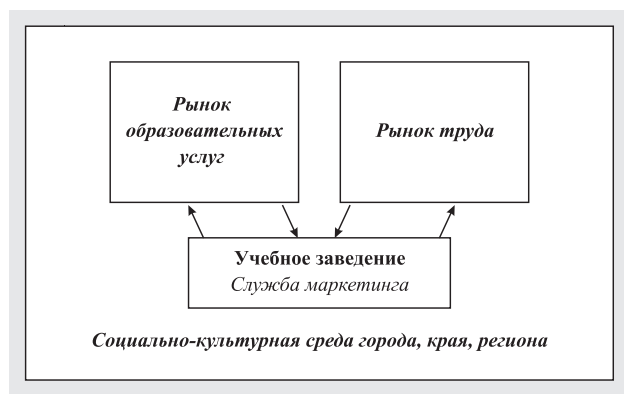 Рынок
образовательных
услуг
Рынок труда
Учебное заведение
Служба маркетинга
Социально-культурная среда города, края, региона